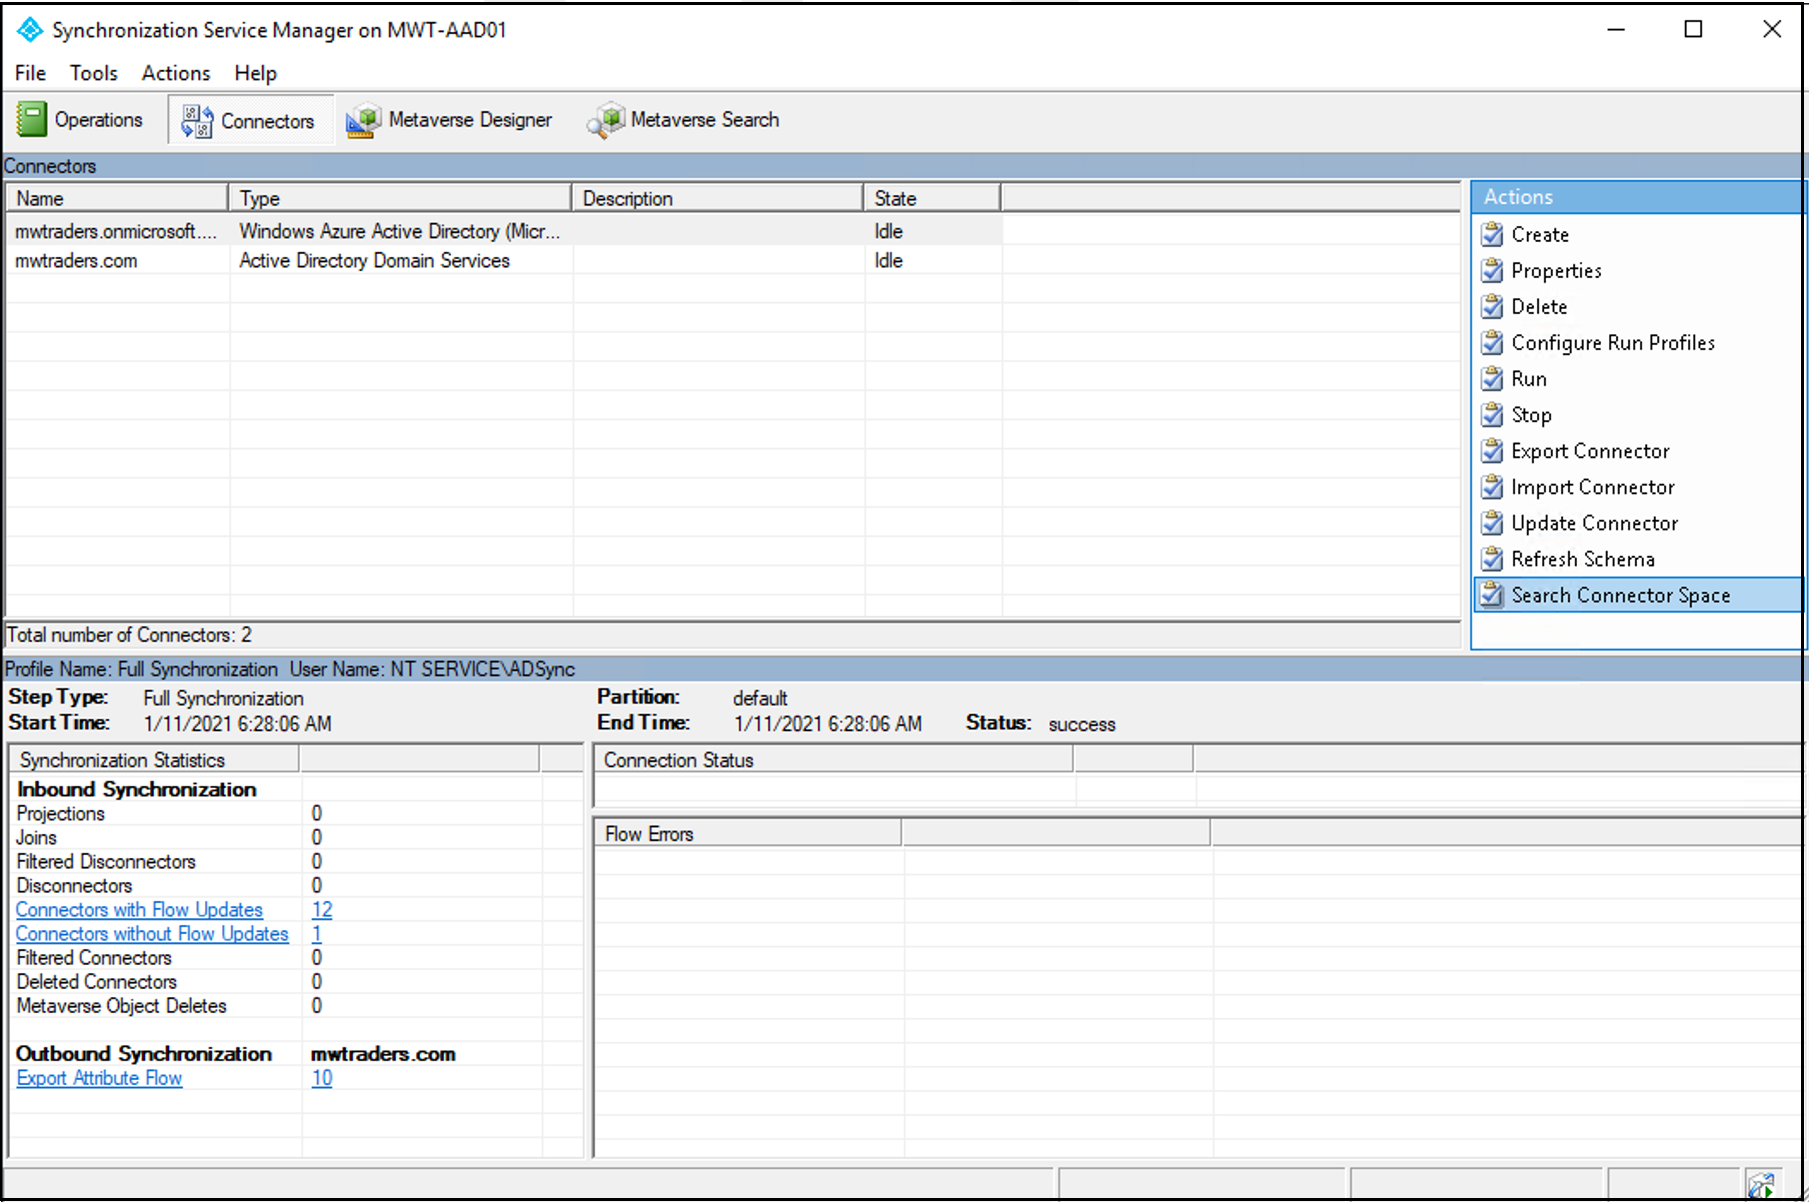 Synchronization Service Manager on MWT-AAD01
File Tools Actions Help
Operations Connectors Metaverse Designer Metaverse Search
Connectors
Name Type Description State
mwtraders.onmicrosoft.... Windows Azure Active Directory (Micr... Idle
mwtraders.com Active Directory Domain Services Idle
Total number of Connectors: 2
Actions
Create
Properties
Delete
Configure Run Profiles
Run
Stop
Export Connector
Import Connector
Update Connector
Refresh Schema
Search Connector Space
Profile Name: Full Synchronization User Name: NT SERVICE\ADSync
Step Type: Full Synchronization Partition: default
Start Time: 1/11/2021 6:28:06 AM End Time: 1/11/2021 6:28:06 AM Status: success
Synchronization Statistics
Inbound Synchronization
Projections 0
Joins 0
Filtered Disconnectors 0
Disconnectors 0
Connectors with Flow Updates 12
Connectors without Flow Updates 1
Filtered Connectors 0
Deleted Connectors 0
Metaverse Object Deletes 0
Outbound Synchronization mwtraders.com
Export Attribute Flow 10
Connection Status
Flow Errors